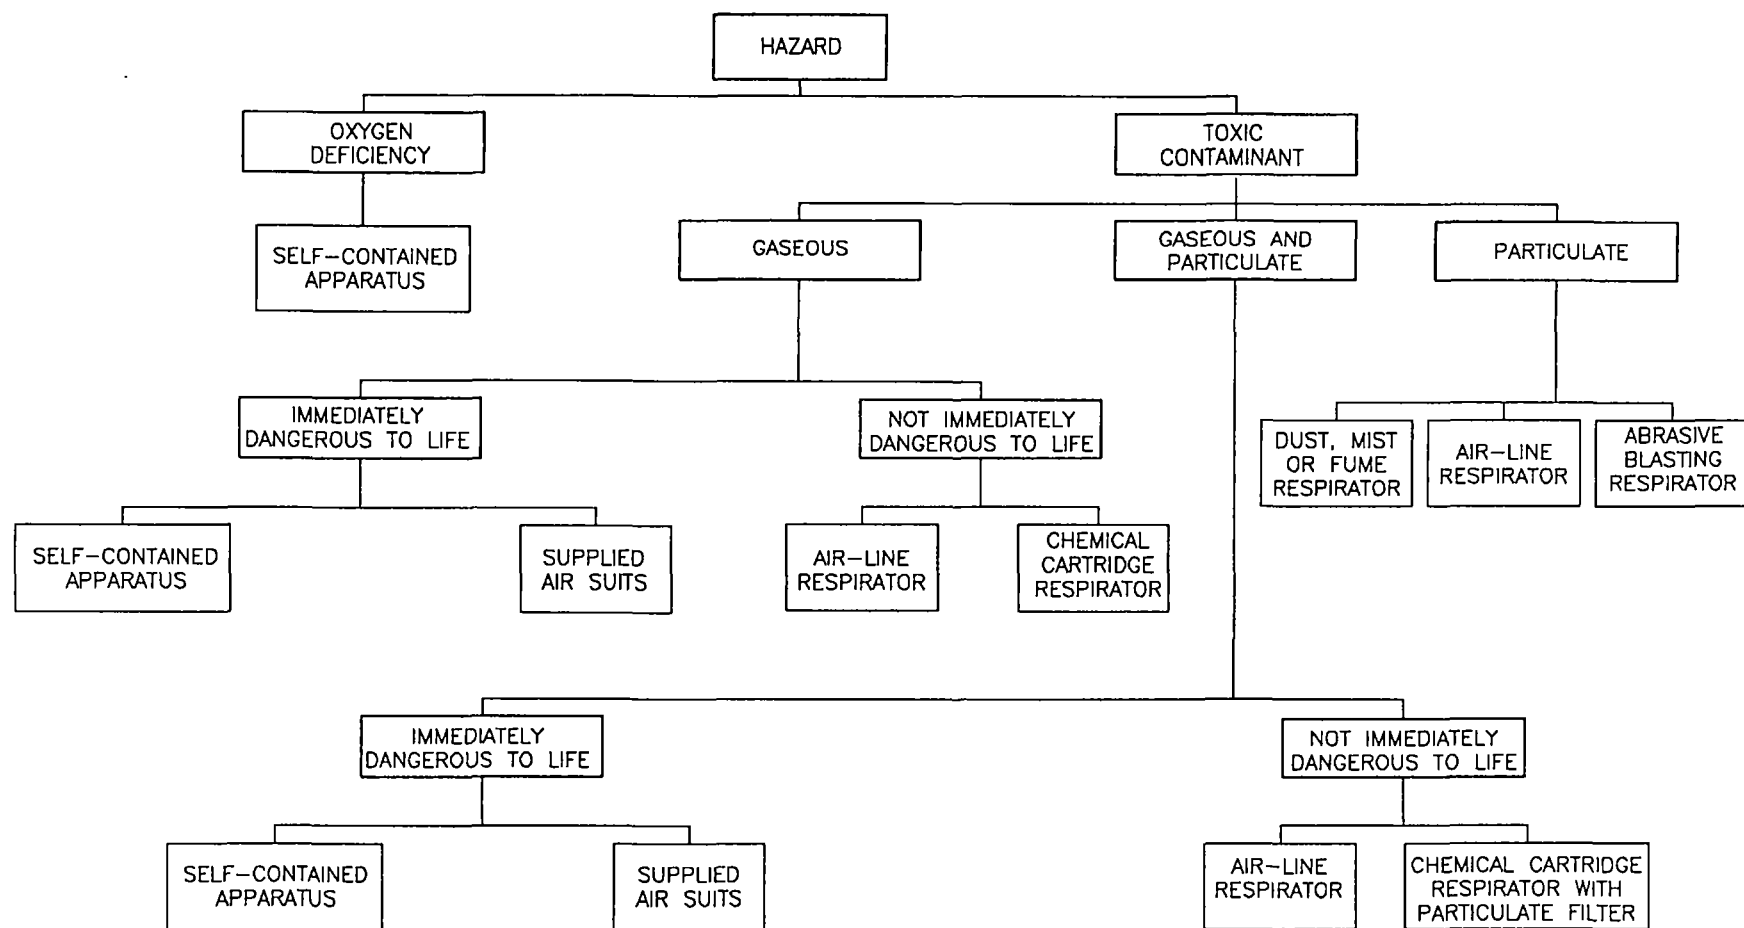 HAZARD
OXYGEN
DEFICIENCY
TOXIC
CONTAMINANT
SELF-CONTAINED
APPARATUS
GASEOUS
GASEOUS AND
PARTICULATE
PARTICULATE
IMMEDIATELY
DANGEROUS TO LIFE
NOT IMMEDIATELY
DANGEROUS TO LIFE
DUST, MIST
OR FUME
RESPIRATOR
AIR-LINE
RESPIRATOR
ABRASIVE
BLASTING
RESPIRATOR
SELF-CONTAINED
APPARATUS
SUPPLIED
AIR SUITS
AIR-LINE
RESPIRATOR
CHEMICAL
CARTRIDGE
RESPIRATOR
IMMEDIATELY
DANGEROUS TO LIFE
NOT IMMEDIATELY
DANGEROUS TO LIFE
SELF-CONTAINED
APPARATUS
SUPPLIED
AIR SUITS
AIR-LINE
RESPIRATOR
CHEMICAL CARTRIDGE
RESPIRATOR WITH
PARTICULATE FILTER